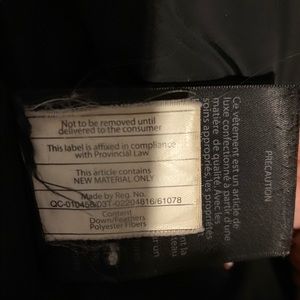 Not to be removed until
delivered to the consumer
This label is affixed in compliance
with Provincial Law
This article contains
NEW MATERIAL ONLY
Made by Reg. No.
QC-010456/03T-02204816/61078
Content
Down/Feathers
Polyester Fibers
PRECAUTION
Ce vêtement est un article de
luxe confectionné à partir d'une
matière de qualité. Avec les
soins appropriés, les propriétés